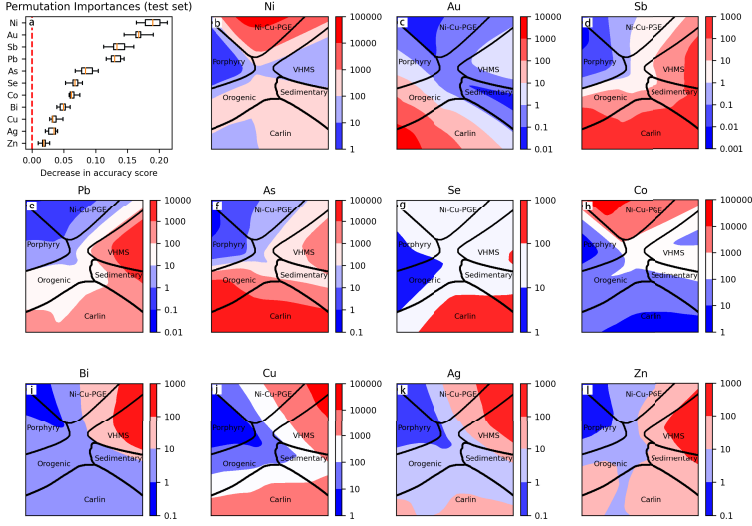 Permutation Importances (test set)
a
Ni
Au
Sb
Pb
As
Se
Co
Bi
Cu
Ag
Zn
0.00
0.05
0.10
0.15
0.20
Decrease in accuracy score
Ni
b
Ni-Cu-PGE
Porphyry
VHMS
Orogenic
Sedimentary
Carlin
100000
10000
1000
100
10
1
Au
c
Ni-Cu-PGE
Porphyry
VHMS
Orogenic
Sedimentary
Carlin
1000
100
10
1
0.1
0.01
Sb
d
Ni-Cu-PGE
Porphyry
VHMS
Orogenic
Sedimentary
Carlin
10000
1000
100
10
1
0.1
0.01
0.001
Pb
e
Ni-Cu-PGE
Porphyry
VHMS
Orogenic
Sedimentary
Carlin
10000
1000
100
10
1
0.1
0.01
As
f
Ni-Cu-PGE
Porphyry
VHMS
Orogenic
Sedimentary
Carlin
100000
10000
1000
100
10
1
0.1
Se
g
Ni-Cu-PGE
Porphyry
VHMS
Orogenic
Sedimentary
Carlin
1000
100
10
1
Co
h
Ni-Cu-PGE
Porphyry
VHMS
Orogenic
Sedimentary
Carlin
100000
10000
1000
100
10
1
Bi
i
Ni-Cu-PGE
Porphyry
VHMS
Orogenic
Sedimentary
Carlin
1000
100
10
1
0.1
Cu
j
Ni-Cu-PGE
Porphyry
VHMS
Orogenic
Sedimentary
Carlin
100000
10000
1000
100
10
1
Ag
k
Ni-Cu-PGE
Porphyry
VHMS
Orogenic
Sedimentary
Carlin
1000
100
10
1
0.1
Zn
l
Ni-Cu-PGE
Porphyry
VHMS
Orogenic
Sedimentary
Carlin
1000
100
10
1
0.1